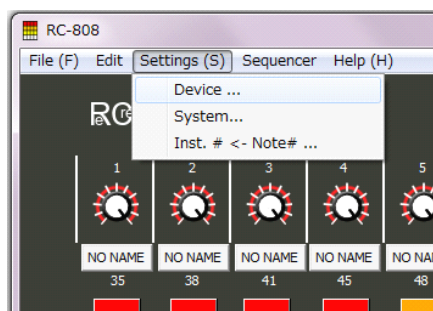 RC-808
File (F) Edit Settings (S) Sequencer Help (H)
Device ...
System...
Inst. # <- Note# ...
1 2 3 4 5
NO NAME NO NAME NO NAME NO NAME
35 38 41 45 48